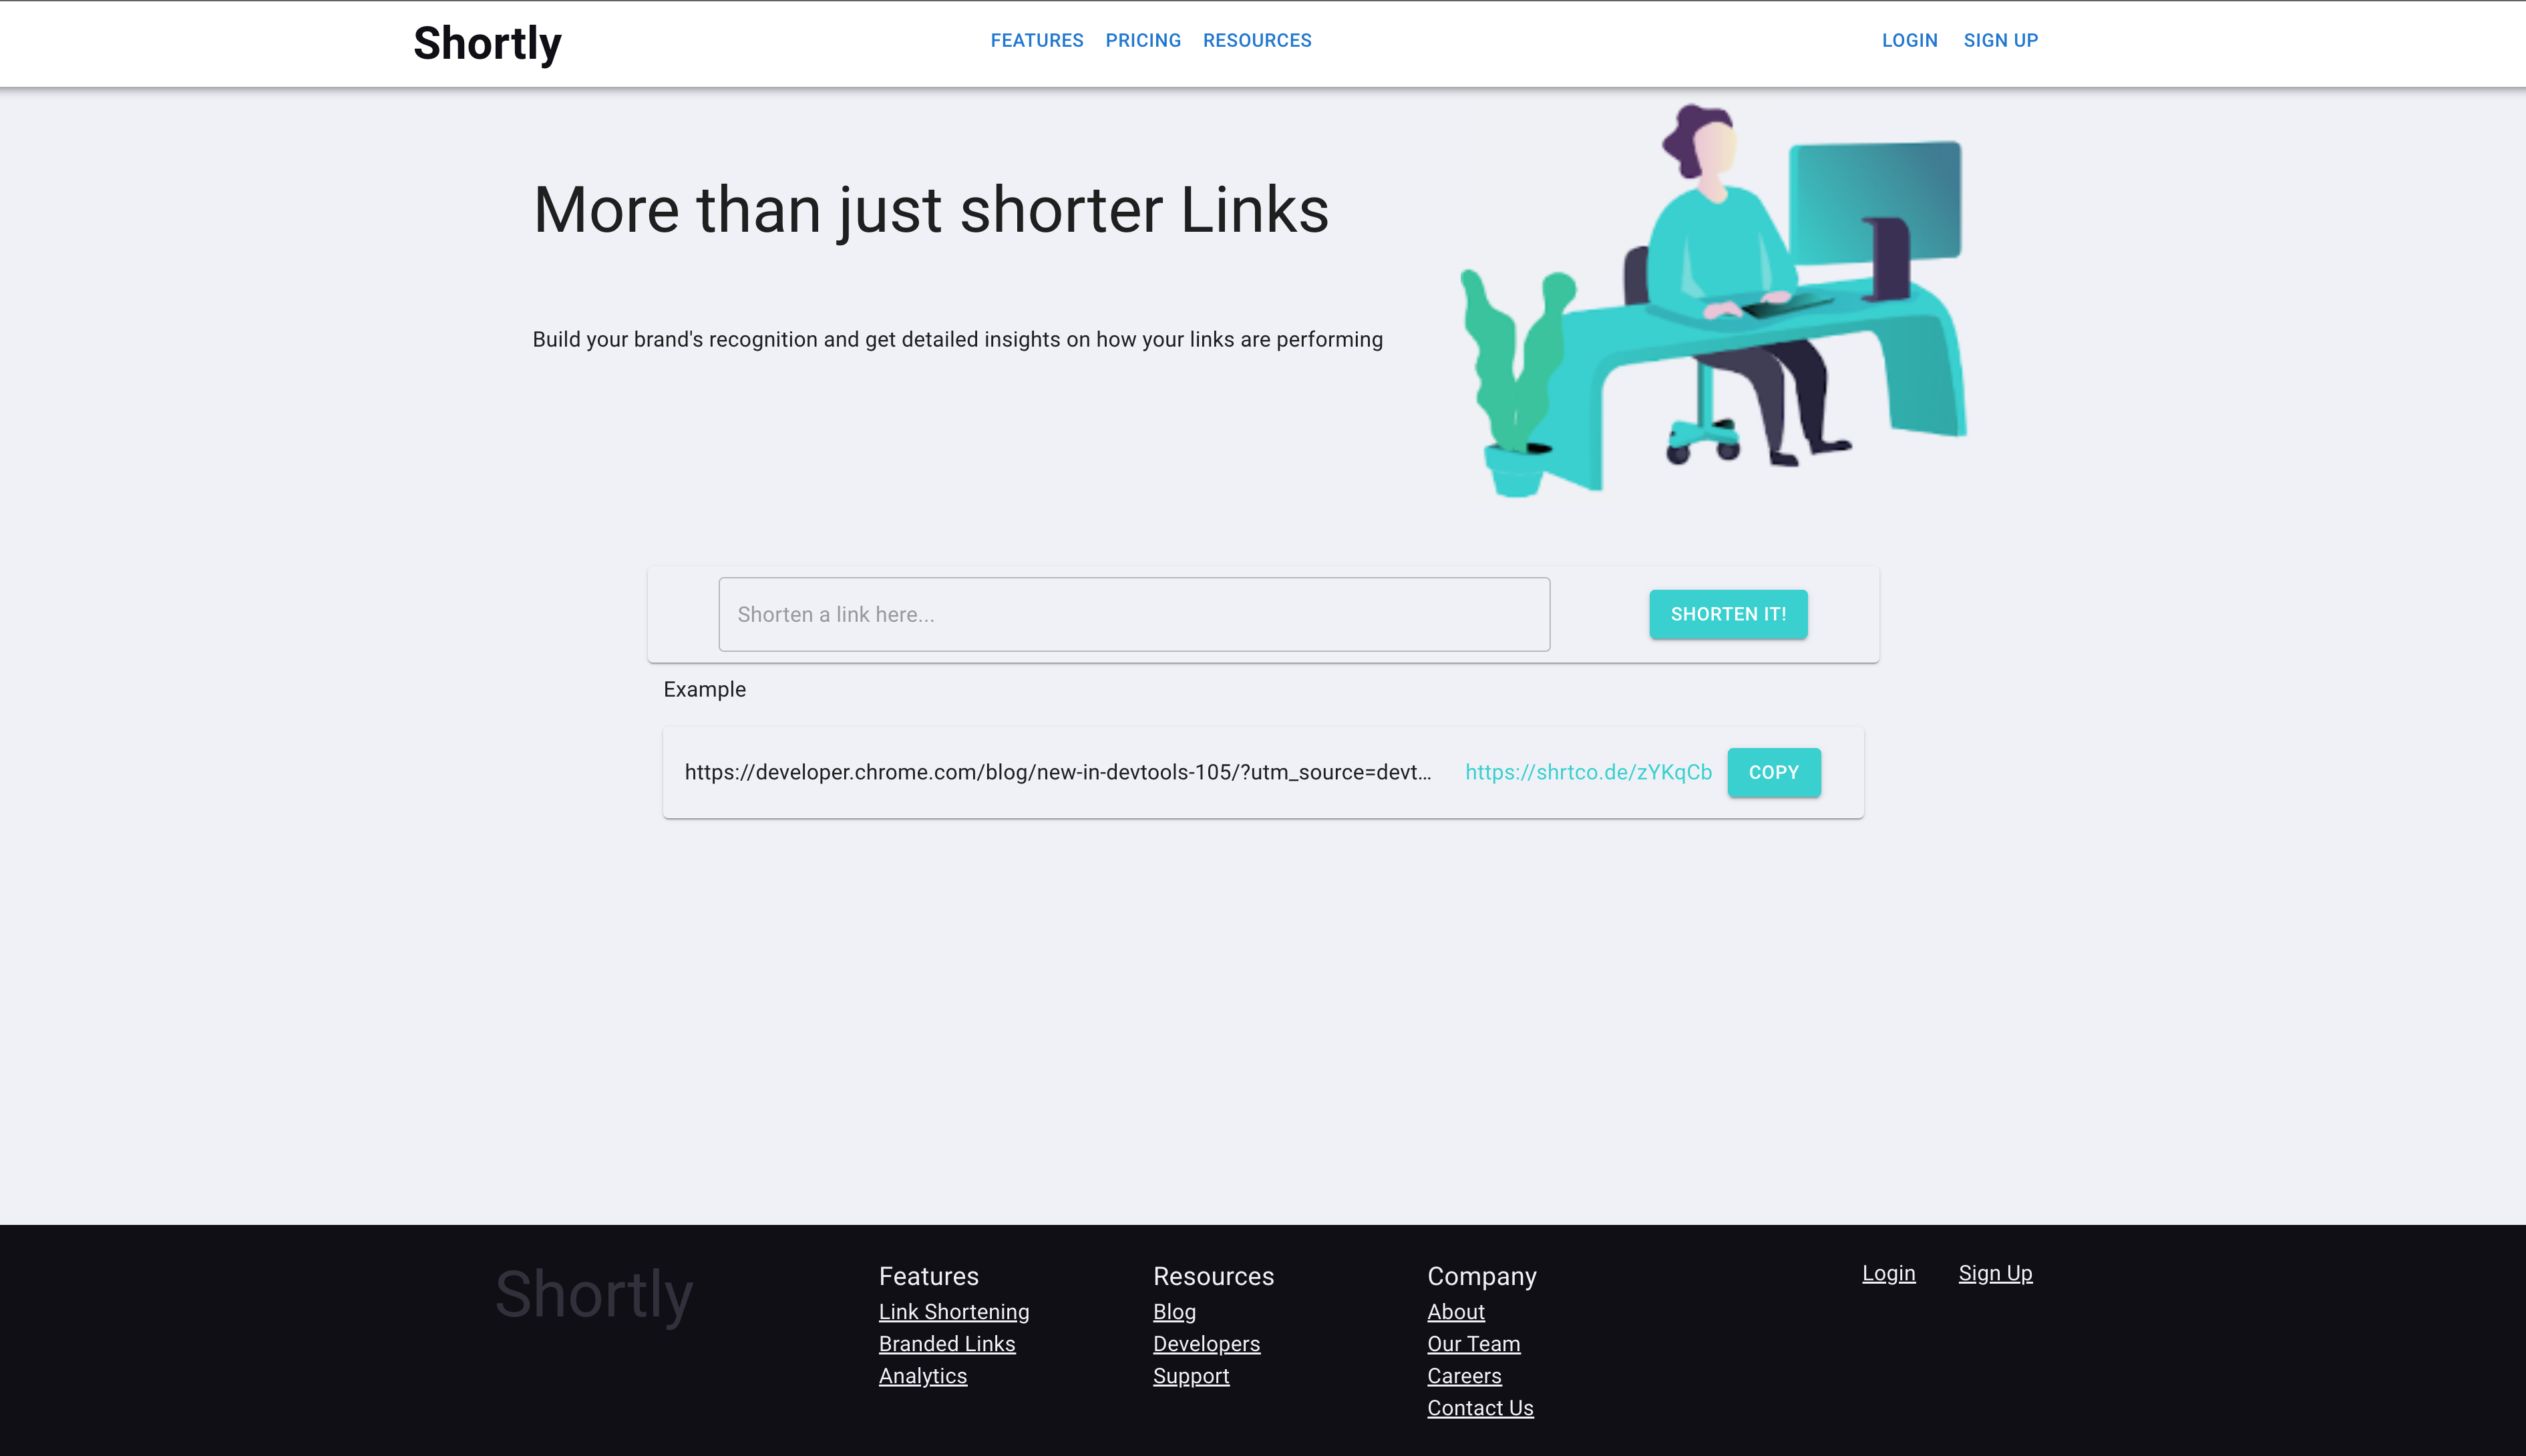 Shortly
FEATURES PRICING RESOURCES
LOGIN SIGN UP
More than just shorter Links
Build your brand's recognition and get detailed insights on how your links are performing
Shorten a link here...
SHORTEN IT!
Example
https://developer.chrome.com/blog/new-in-devtools-105/?utm_source=devt...
https://shrtco.de/zYKqCb
COPY
Shortly
Features
Link Shortening
Branded Links
Analytics
Resources
Blog
Developers
Support
Company
About
Our Team
Careers
Contact Us
Login
Sign Up